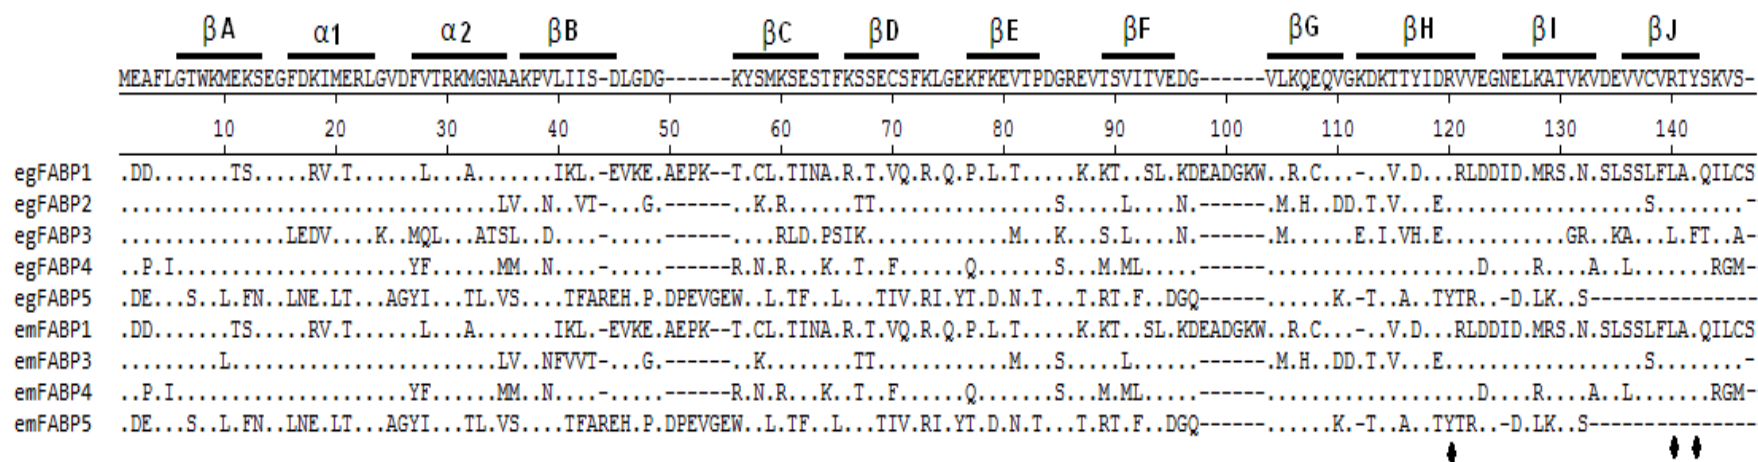 βA α1 α2 βB βC βD βE βF βG βH βI βJ
MEAFLGTWKMEKSEGFDKIMERLGVDFVTRKMGNAAKPVLIIS-DLGDG------KYSMKSESTFKSSECSFKLGEKFKEVTPDGREVTSVITVEDG------VLKQEQVGKDKTTYIDRVVEGNELKATVKVDEVVCVRTYSKVS-
10 20 30 40 50 60 70 80 90 100 110 120 130 140
egFABP1 .DD.......TS.....RV.T......L...A.......IKL.-EVKE.AEPK--T.CL.TINA.R.T.VQ.R.Q.P.L.T.....K.KT..SL.KDEADGKW..R.C...-..V.D...RLDDID.MRS.N.SLSSLFLA.QILCS
egFABP2 ..................................LV..N..VT-...G.------..K.R......TT................S.....L....N.------.M.H..DD.T.V...E..................S........-
egFABP3 ...............LEDV....K..MQL...ATSL..D....-.....------....RLD.PSIK.............M...K...S.L....N.------.M......E.I.VH.E...........GR..KA...L.FT..A-
egFABP4 ..P.I.....................YF......MM..N....-.....------R.N.R...K..T..F......Q.......S...M.ML.....------.........................D....R....A..L.......RGM-
egFABP5 .DE...S..L.FN..LNE.LT...AGYI...TL.VS....TFAREH.P.DPEVGEW..L.TF..L...TIV.RI.YT.D.N.T...T.RT.F..DGQ------......K.-T..A..TYTR..-D.LK..S---------------
emFABP1 .DD.......TS.....RV.T......L...A.......IKL.-EVKE.AEPK--T.CL.TINA.R.T.VQ.R.Q.P.L.T.....K.KT..SL.KDEADGKW..R.C...-..V.D...RLDDID.MRS.N.SLSSLFLA.QILCS
emFABP3 .........L........................LV..NFVVT-...G.------..K........TT.............M...S.....L......------.M.H..DD.T.V...E..................S........-
emFABP4 ..P.I.....................YF......MM..N....-.....------R.N.R...K..T..F......Q.......S...M.ML.....------.........................D....R....A..L.......RGM-
emFABP5 .DE...S..L.FN..LNE.LT...AGYI...TL.VS....TFAREH.P.DPEVGEW..L.TF..L...TIV.RI.YT.D.N.T...T.RT.F..DGQ------......K.-T..A..TYTR..-D.LK..S---------------